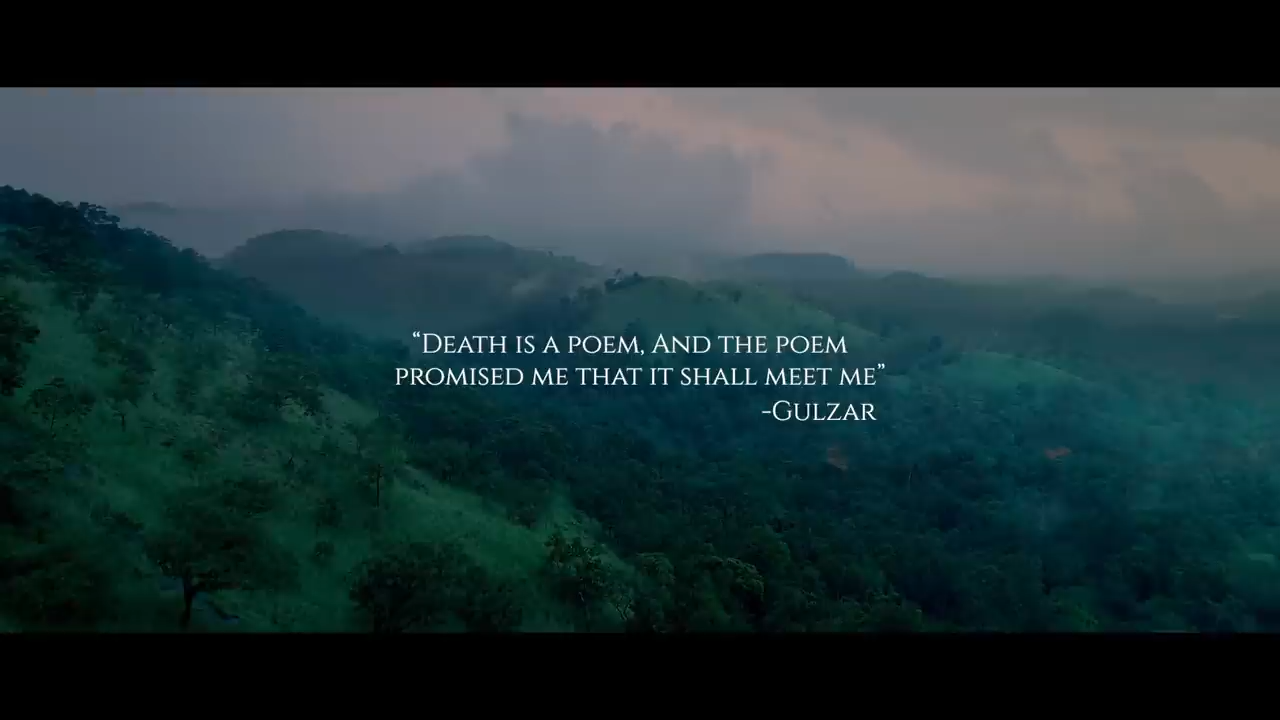 “Death is a poem, And the poem
promised me that it shall meet me”
-Gulzar